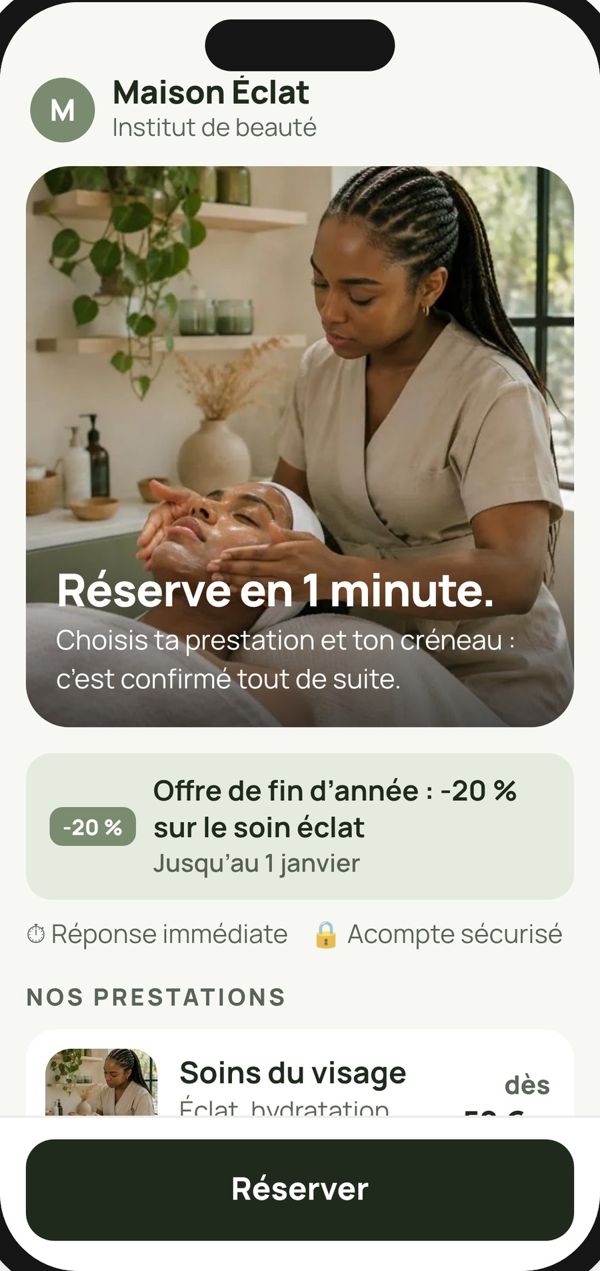 M
Maison Éclat
Institut de beauté
Réserve en 1 minute.
Choisis ta prestation et ton créneau :
c’est confirmé tout de suite.
-20 %
Offre de fin d’année : -20 %
sur le soin éclat
Jusqu’au 1 janvier
⏱ Réponse immédiate 🔒 Acompte sécurisé
NOS PRESTATIONS
Soins du visage
dès
Éclat, hydratation
Réserver